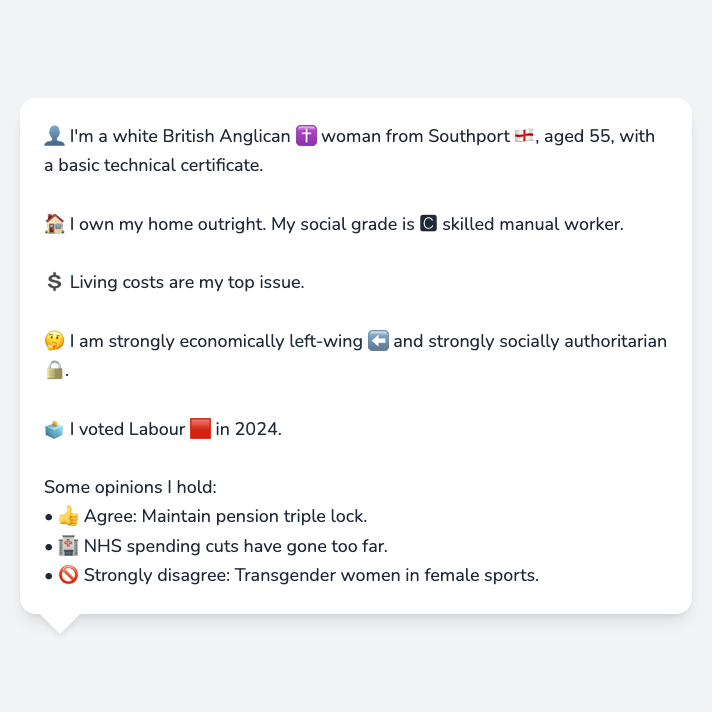 👤 I'm a white British Anglican ✝️ woman from Southport 🏴󠁧󠁢󠁥󠁮󠁧󠁿, aged 55, with
a basic technical certificate.
🏠 I own my home outright. My social grade is 🅲 skilled manual worker.
💲 Living costs are my top issue.
🤔 I am strongly economically left-wing ⬅️ and strongly socially authoritarian
🔒.
🗳️ I voted Labour 🟥 in 2024.
Some opinions I hold:
• 👍 Agree: Maintain pension triple lock.
• 🏥 NHS spending cuts have gone too far.
• 🚫 Strongly disagree: Transgender women in female sports.